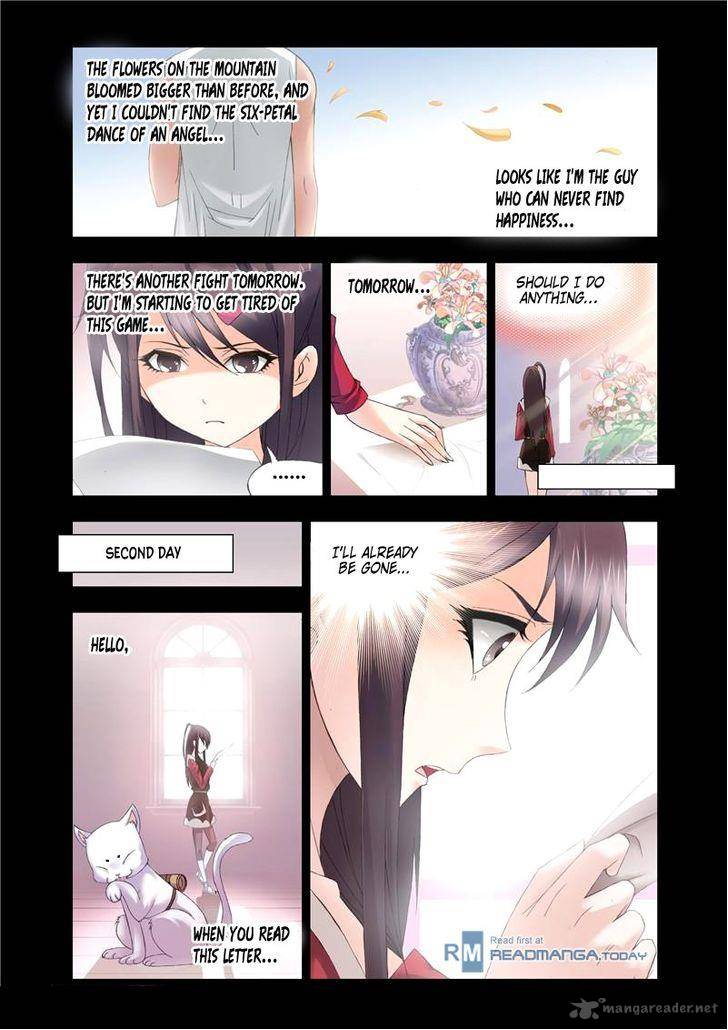 THE FLOWERS ON THE MOUNTAIN
BLOOMED BIGGER THAN BEFORE, AND
YET I COULDN'T FIND THE SIX-PETAL
DANCE OF AN ANGEL...
LOOKS LIKE I'M THE GUY
WHO CAN NEVER FIND
HAPPINESS...
THERE'S ANOTHER FIGHT TOMORROW.
BUT I'M STARTING TO GET TIRED OF
THIS GAME...
......
TOMORROW...
SHOULD I DO
ANYTHING...
SECOND DAY
HELLO,
WHEN YOU READ
THIS LETTER...
I'LL ALREADY
BE GONE...
RM
Read first at
READMANGA.TODAY
mangareader.net